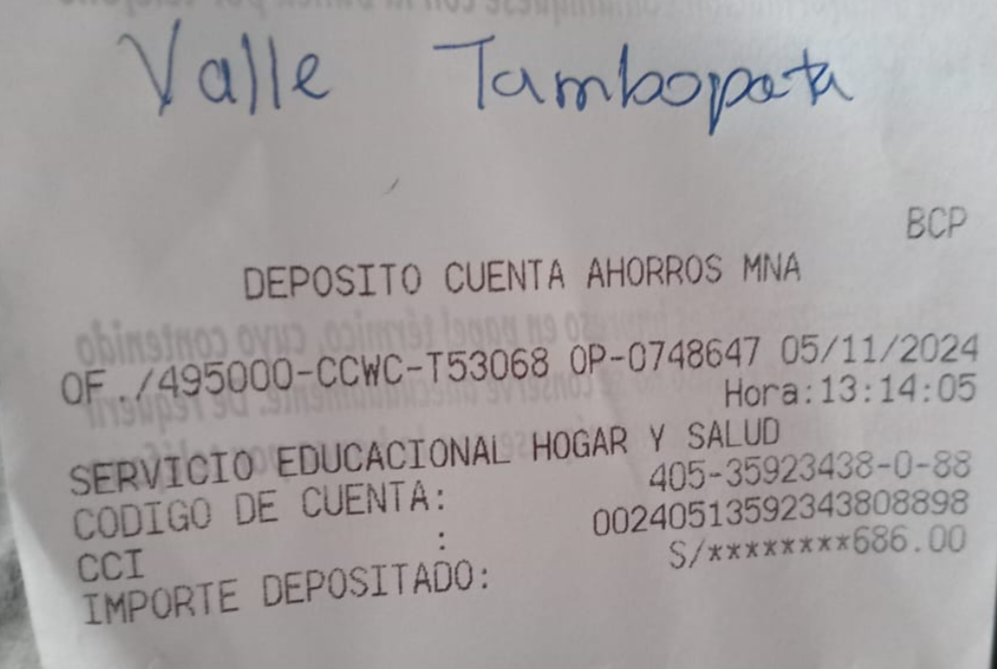 Valle Tambopata
BCP
DEPOSITO CUENTA AHORROS MNA
OF./495000-CCWC-T53068 OP-0748647 05/11/2024
Hora:13:14:05
SERVICIO EDUCACIONAL HOGAR Y SALUD
CODIGO DE CUENTA: 405-35923438-0-88
CCI : 00240513592343808898
IMPORTE DEPOSITADO: S/********686.00